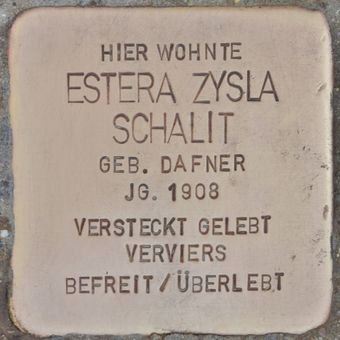 HIER WOHNTE
ESTERA ZYSLA
SCHALIT
GEB. DAFNER
JG. 1908
VERSTECKT GELEBT
VERVIERS
BEFREIT/ÜBERLEBT